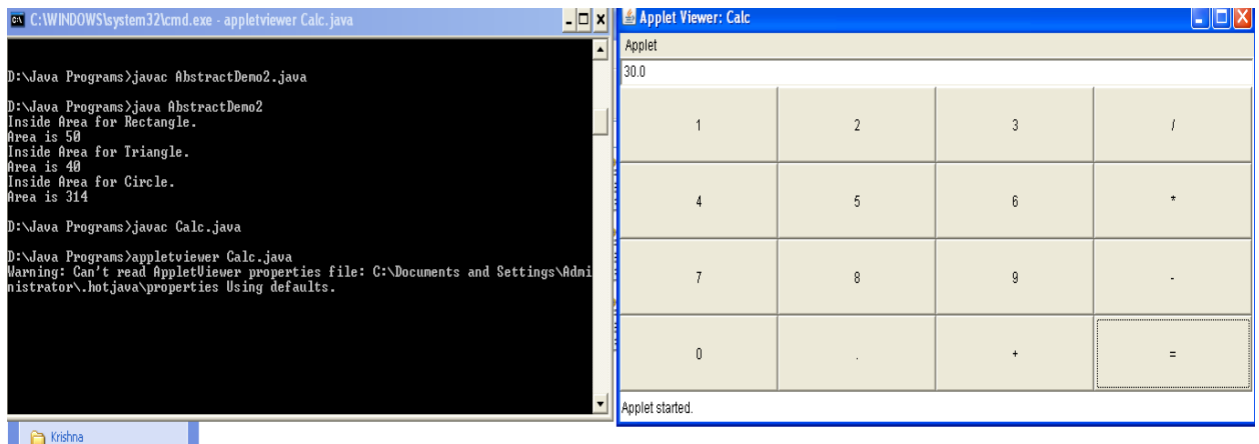 C:\WINDOWS\system32\cmd.exe - appletviewer Calc.java
D:\Java Programs>javac AbstractDemo2.java
D:\Java Programs>java AbstractDemo2
Inside Area for Rectangle.
Area is 50
Inside Area for Triangle.
Area is 40
Inside Area for Circle.
Area is 314
D:\Java Programs>javac Calc.java
D:\Java Programs>appletviewer Calc.java
Warning: Can't read AppletViewer properties file: C:\Documents and Settings\Admi
nistrator\.hotjava\properties Using defaults.
Krishna
Applet Viewer: Calc
Applet
30.0
1 2 3 /
4 5 6 *
7 8 9 -
0 . + =
Applet started.